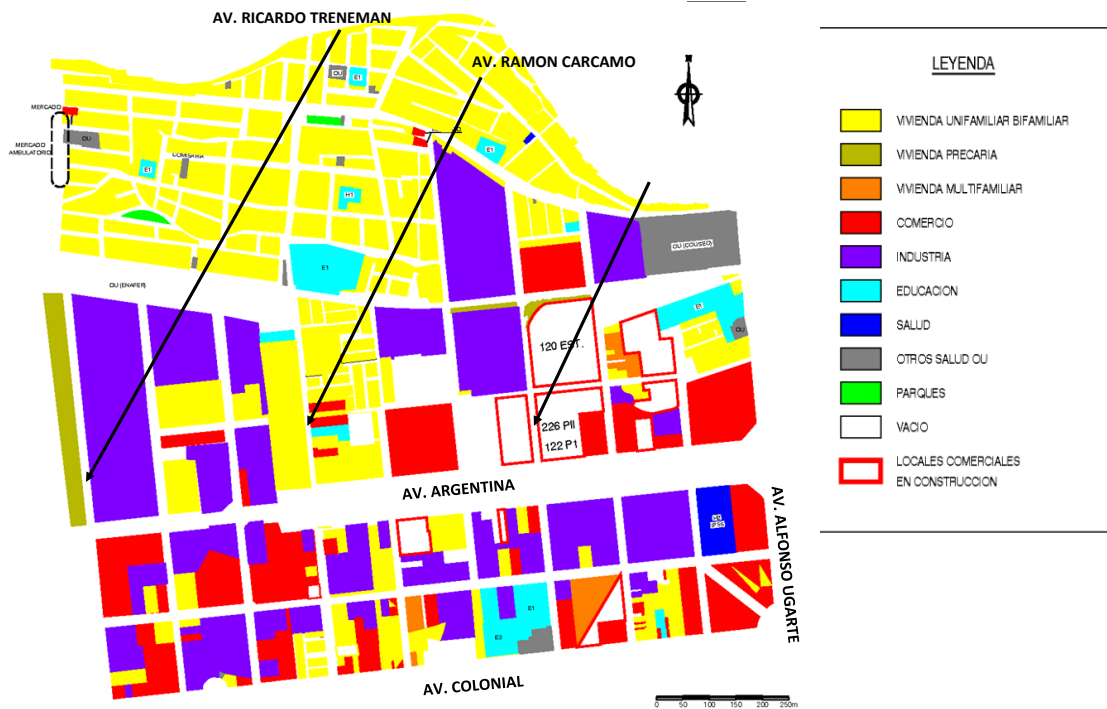 AV. RICARDO TRENEMAN
AV. RAMON CARCAMO
MERCADO
MERCADO
AMBULATORIO
OU
E1
COMISARIA
OU
E1
H1
E1
E1
OU (ENAFER)
OU (COLISEO)
E1
OU
120 EST.
226 PII
122 P1
AV. ARGENTINA
AV. ALFONSO UGARTE
E1
E3
AV. COLONIAL
0 50 100 150 200 250m
LEYENDA
VIVIENDA UNIFAMILIAR BIFAMILIAR
VIVIENDA PRECARIA
VIVIENDA MULTIFAMILIAR
COMERCIO
INDUSTRIA
EDUCACION
SALUD
OTROS SALUD OU
PARQUES
VACIO
LOCALES COMERCIALES
EN CONSTRUCCION